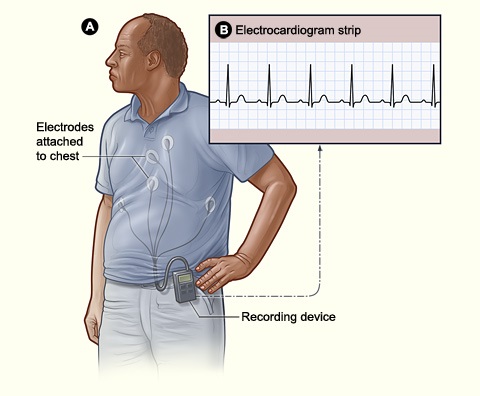 A
B Electrocardiogram strip
Electrodes
attached
to chest
Recording device